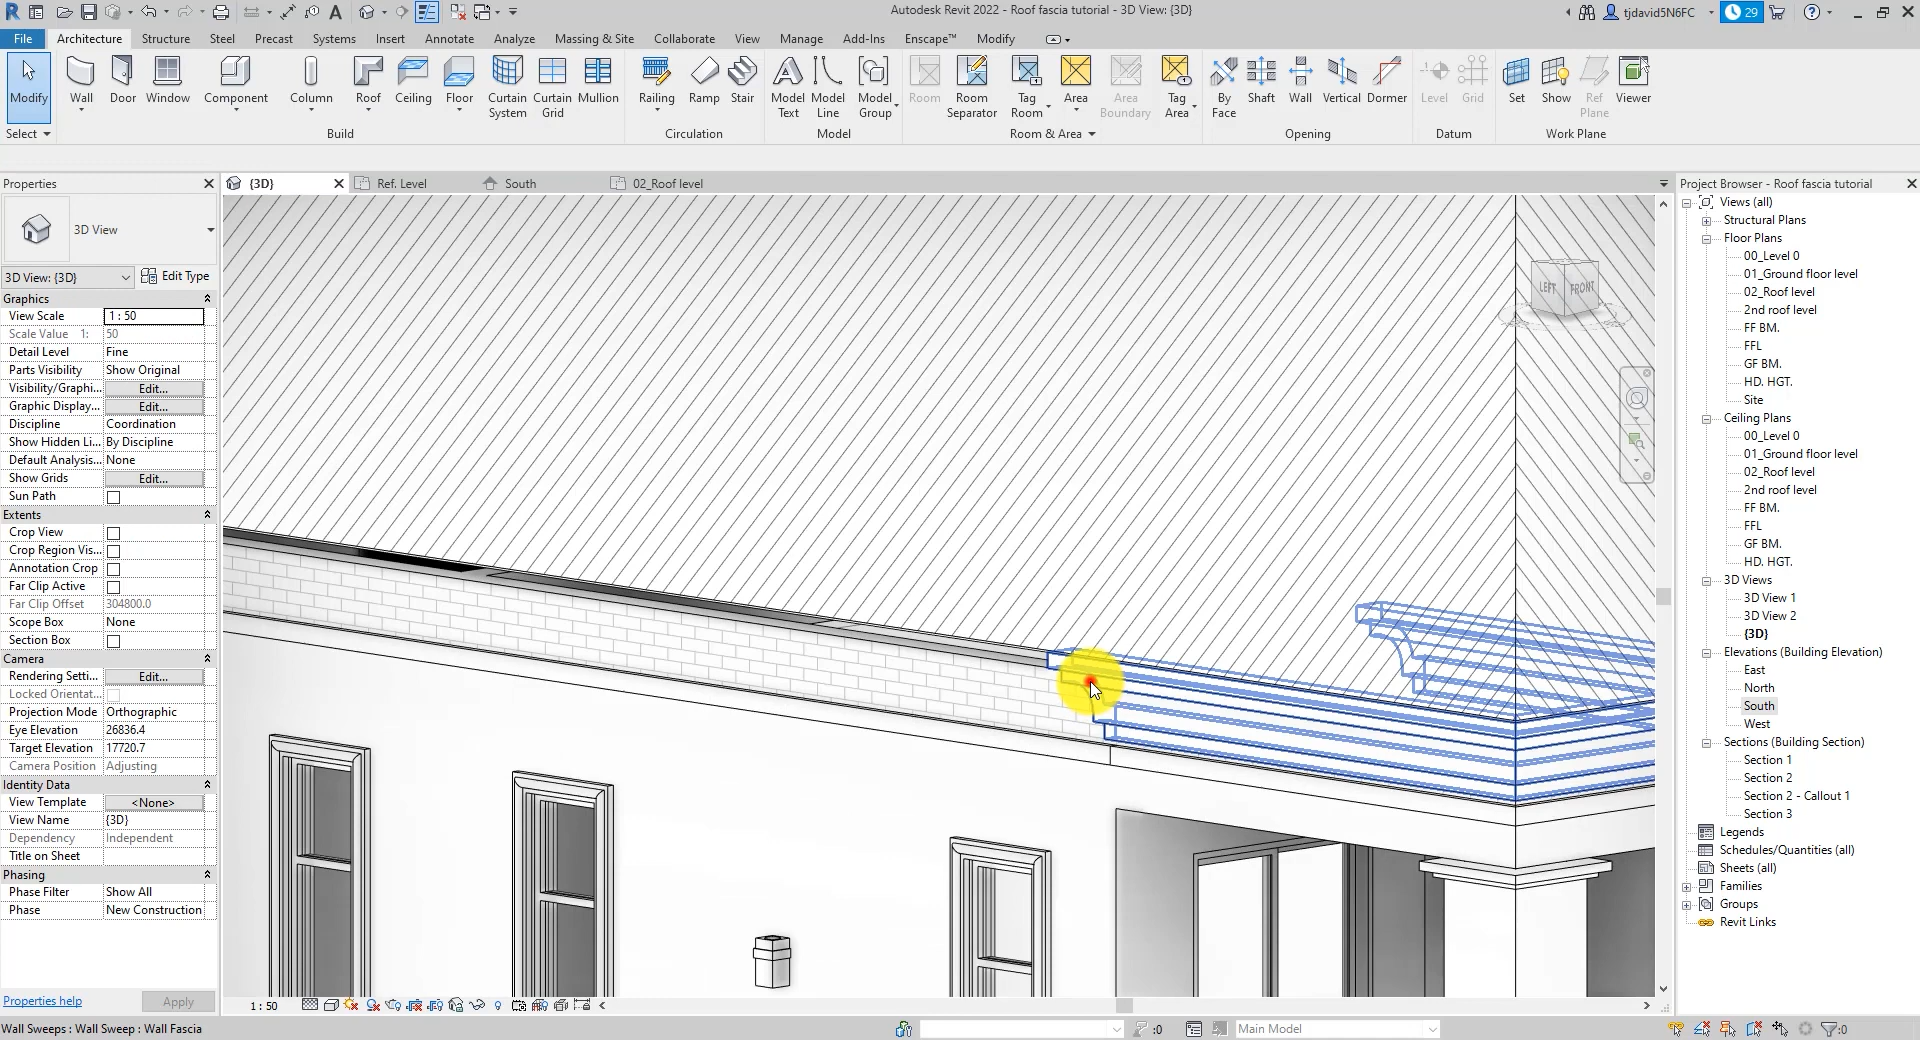 Autodesk Revit 2022 - Roof fascia tutorial - 3D View: {3D}
tjdavid5N6FC
29
File Architecture Structure Steel Precast Systems Insert Annotate Analyze Massing & Site Collaborate View Manage Add-Ins Enscape™ Modify
Modify Wall Door Window Component Column Roof Ceiling Floor Curtain System Curtain Grid Mullion Railing Ramp Stair Model Text Model Line Model Group Room Room Separator Tag Room Area Area Boundary Tag Area By Face Shaft Wall Vertical Dormer Level Grid Set Show Ref Plane Viewer
Select Build Circulation Model Room & Area Opening Datum Work Plane
Properties
{3D} Ref. Level South 02_Roof level
Project Browser - Roof fascia tutorial
3D View
3D View: {3D} Edit Type
Graphics
View Scale 1 : 50
Scale Value 1: 50
Detail Level Fine
Parts Visibility Show Original
Visibility/Graphi... Edit...
Graphic Display... Edit...
Discipline Coordination
Show Hidden Li... By Discipline
Default Analysis... None
Show Grids Edit...
Sun Path
Extents
Crop View
Crop Region Vis...
Annotation Crop
Far Clip Active
Far Clip Offset 304800.0
Scope Box None
Section Box
Camera
Rendering Setti... Edit...
Locked Orientat...
Projection Mode Orthographic
Eye Elevation 26836.4
Target Elevation 17720.7
Camera Position Adjusting
Identity Data
View Template <None>
View Name {3D}
Dependency Independent
Title on Sheet
Phasing
Phase Filter Show All
Phase New Construction
Properties help Apply
LEFT FRONT
Views (all)
Structural Plans
Floor Plans
00_Level 0
01_Ground floor level
02_Roof level
2nd roof level
FF BM.
FFL
GF BM.
HD. HGT.
Site
Ceiling Plans
00_Level 0
01_Ground floor level
02_Roof level
2nd roof level
FF BM.
FFL
GF BM.
HD. HGT.
3D Views
3D View 1
3D View 2
{3D}
Elevations (Building Elevation)
East
North
South
West
Sections (Building Section)
Section 1
Section 2
Section 2 - Callout 1
Section 3
Legends
Schedules/Quantities (all)
Sheets (all)
Families
Groups
Revit Links
1 : 50
Wall Sweeps : Wall Sweep : Wall Fascia
:0
Main Model
:0